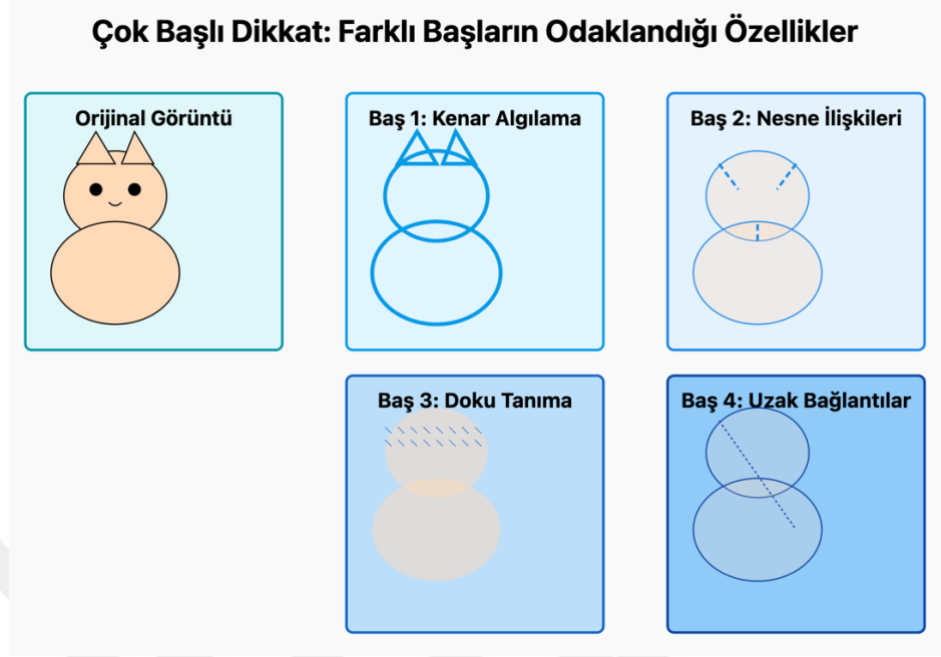 Çok Başlı Dikkat: Farklı Başların Odaklandığı Özellikler
Orijinal Görüntü
Baş 1: Kenar Algılama
Baş 2: Nesne İlişkileri
Baş 3: Doku Tanıma
Baş 4: Uzak Bağlantılar